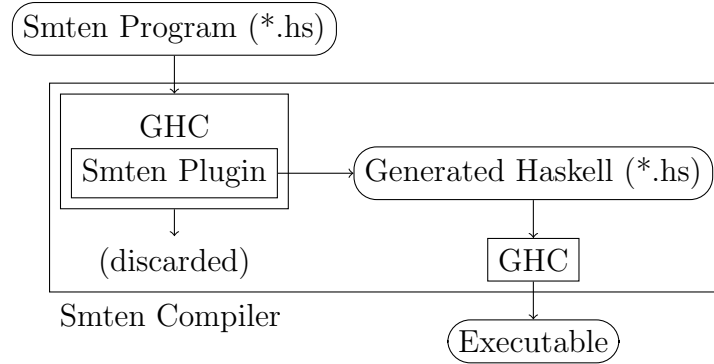 Smten Program (*.hs)
GHC
Smten Plugin
Generated Haskell (*.hs)
(discarded)
GHC
Smten Compiler
Executable